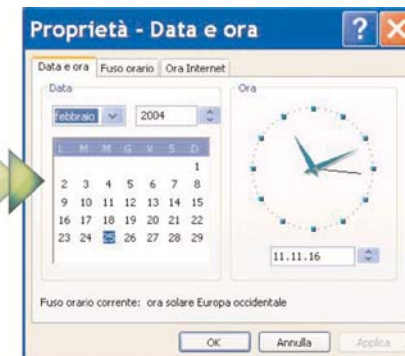 Proprietà - Data e ora
Data e ora Fuso orario Ora Internet
Data
Ora
febbraio 2004
L M M G V S D
1
2 3 4 5 6 7 8
9 10 11 12 13 14 15
16 17 18 19 20 21 22
23 24 25 26 27 28 29
11.11.16
Fuso orario corrente: ora solare Europa occidentale
OK Annulla Applica